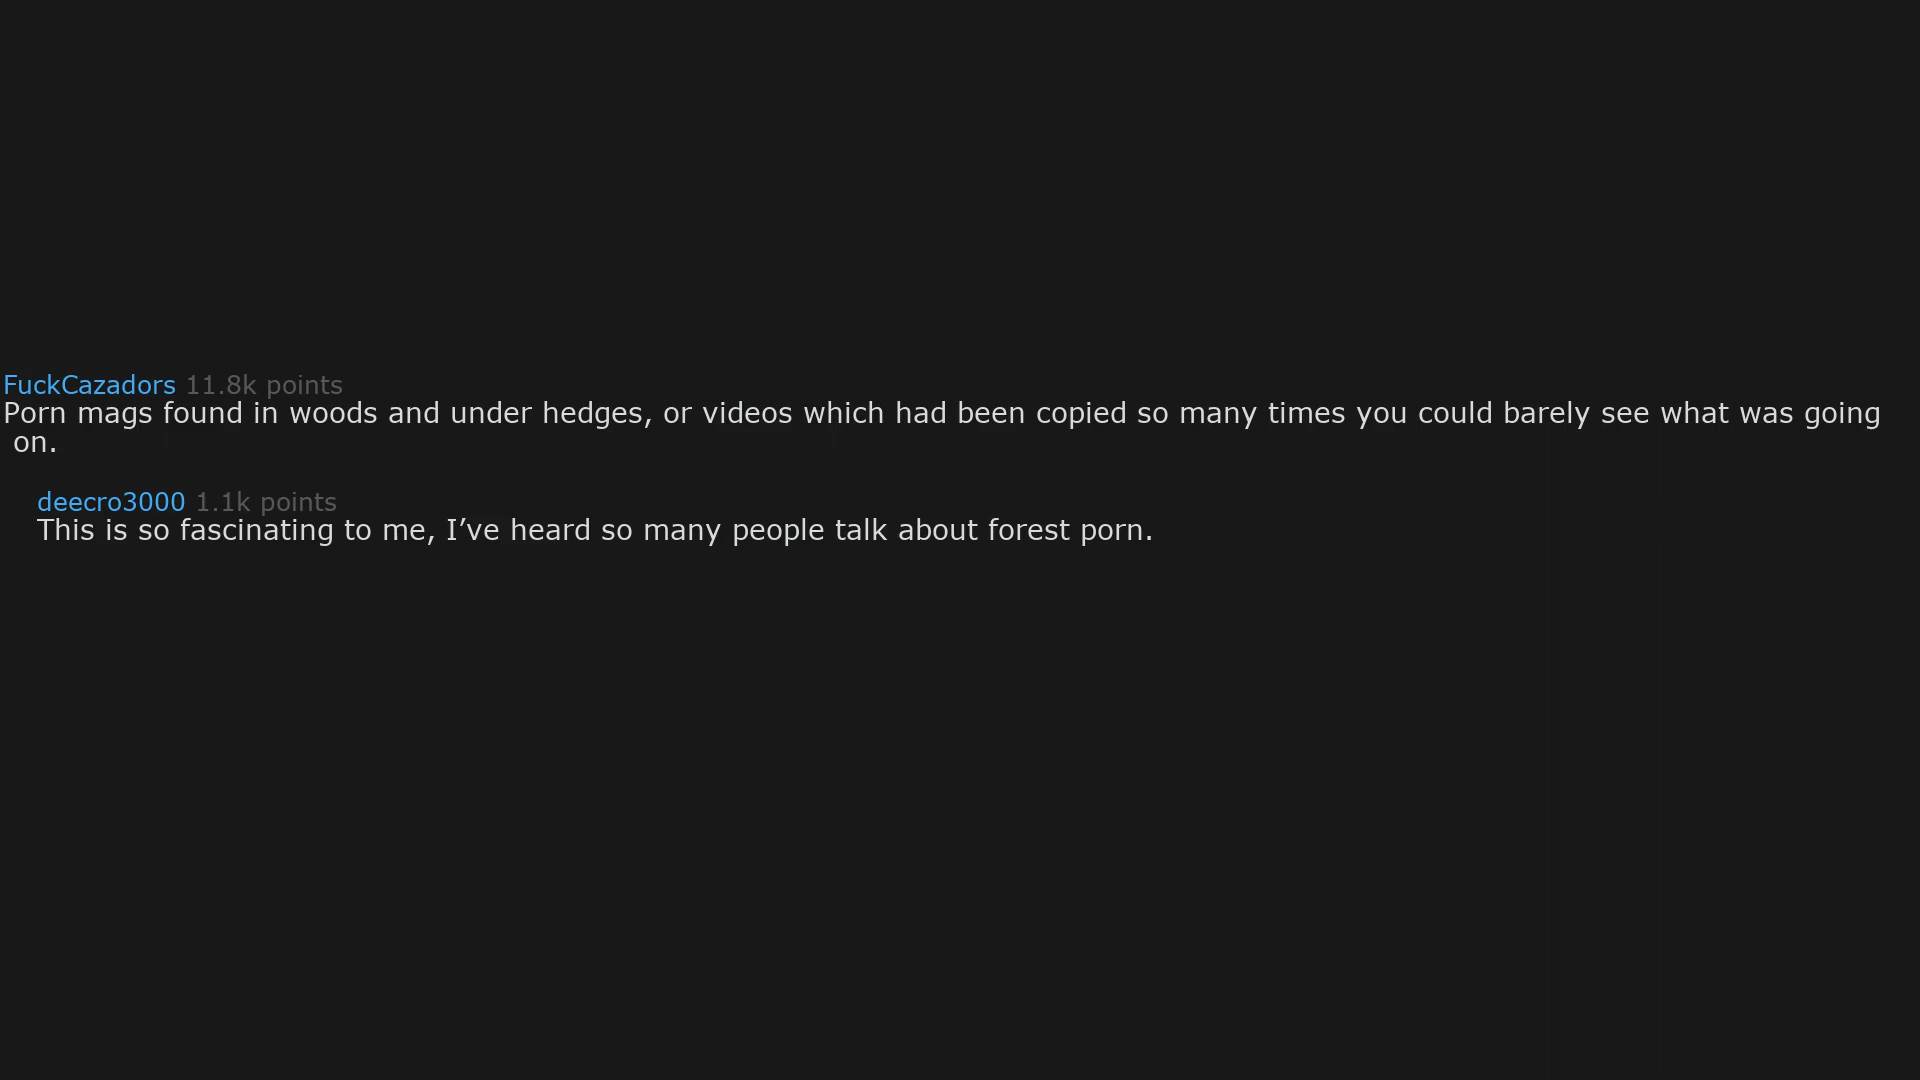 FuckCazadors 11.8k points
Porn mags found in woods and under hedges, or videos which had been copied so many times you could barely see what was going
on.
deecro3000 1.1k points
This is so fascinating to me, I’ve heard so many people talk about forest porn.